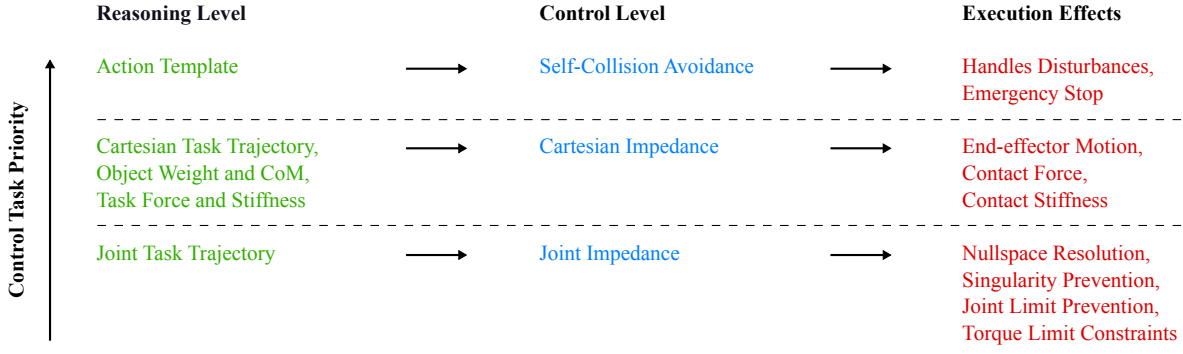 Reasoning Level
Control Level
Execution Effects
Control Task Priority
Action Template
Self-Collision Avoidance
Handles Disturbances,
Emergency Stop
Cartesian Task Trajectory,
Object Weight and CoM,
Task Force and Stiffness
Cartesian Impedance
End-effector Motion,
Contact Force,
Contact Stiffness
Joint Task Trajectory
Joint Impedance
Nullspace Resolution,
Singularity Prevention,
Joint Limit Prevention,
Torque Limit Constraints